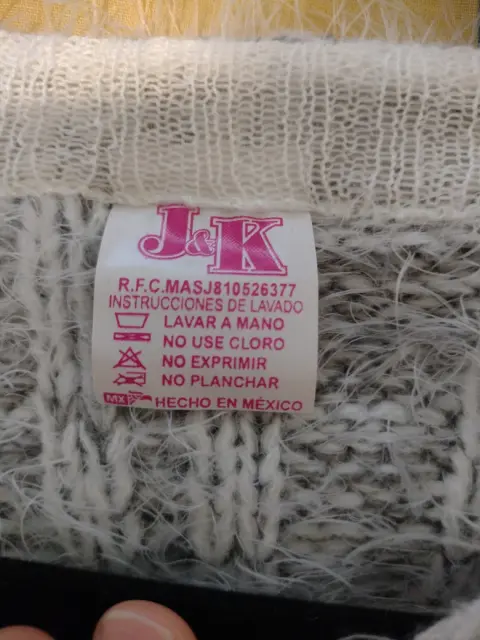 J&K
R.F.C.MASJ810526377
INSTRUCCIONES DE LAVADO
LAVAR A MANO
NO USE CLORO
NO EXPRIMIR
NO PLANCHAR
MX HECHO EN MÉXICO